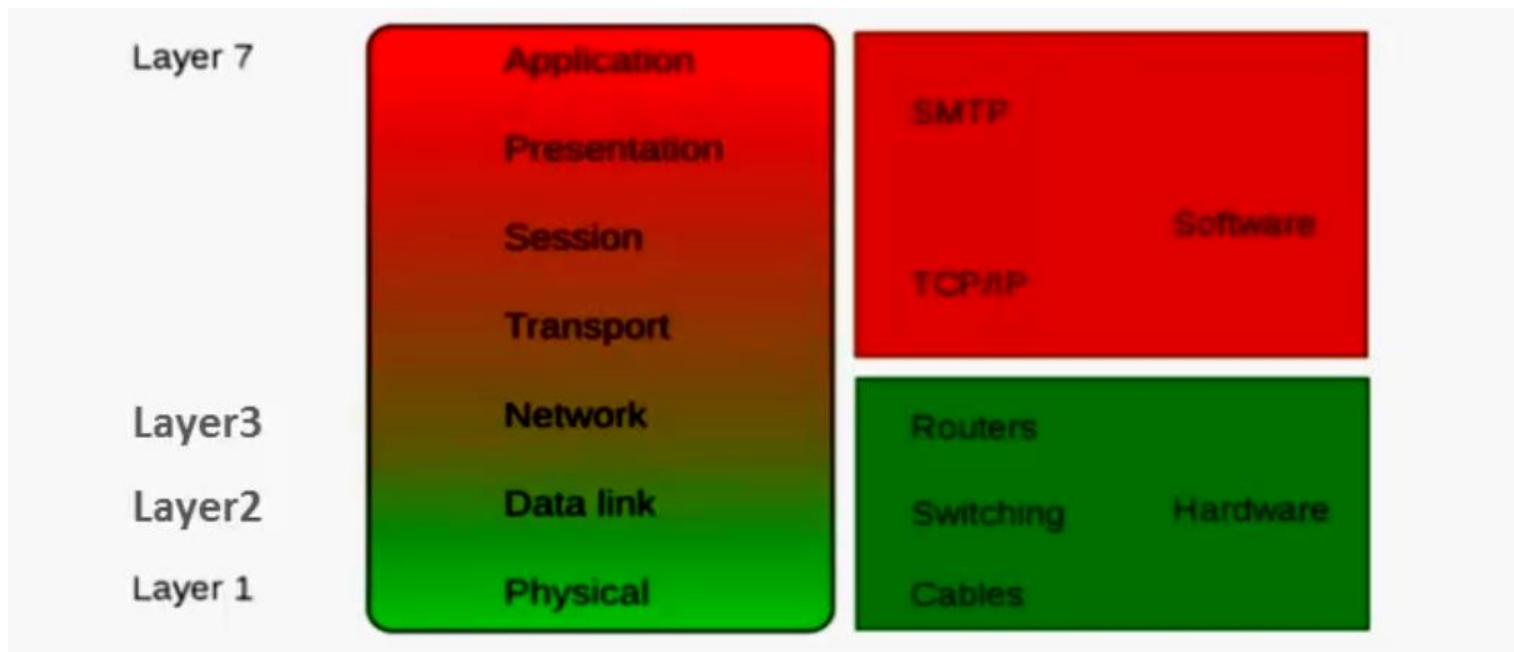 Layer 7
Application
SMTP
Presentation
Software
Session
TCP/IP
Transport
Layer3
Network
Routers
Layer2
Data link
Switching
Hardware
Layer 1
Physical
Cables